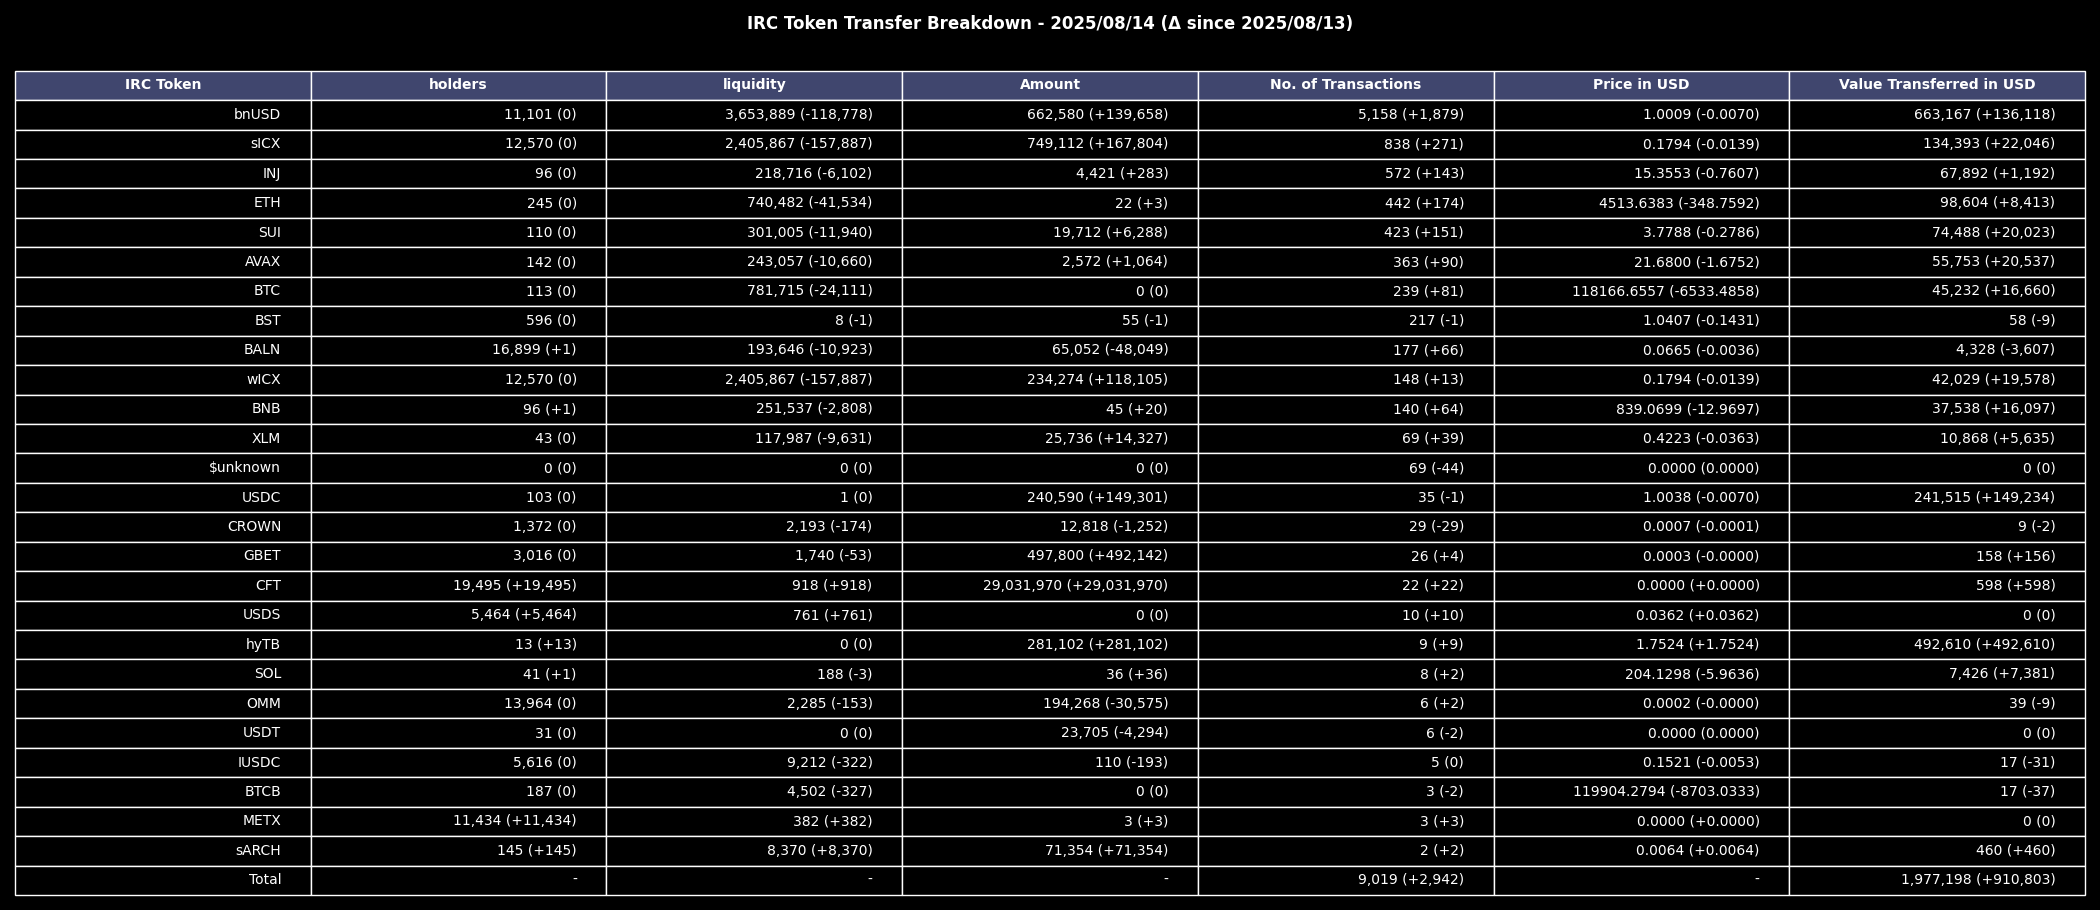 IRC Token Transfer Breakdown - 2025/08/14 (Δ since 2025/08/13)
IRC Token holders liquidity Amount No. of Transactions Price in USD Value Transferred in USD
bnUSD 11,101 (0) 3,653,889 (-118,778) 662,580 (+139,658) 5,158 (+1,879) 1.0009 (-0.0070) 663,167 (+136,118)
sICX 12,570 (0) 2,405,867 (-157,887) 749,112 (+167,804) 838 (+271) 0.1794 (-0.0139) 134,393 (+22,046)
INJ 96 (0) 218,716 (-6,102) 4,421 (+283) 572 (+143) 15.3553 (-0.7607) 67,892 (+1,192)
ETH 245 (0) 740,482 (-41,534) 22 (+3) 442 (+174) 4513.6383 (-348.7592) 98,604 (+8,413)
SUI 110 (0) 301,005 (-11,940) 19,712 (+6,288) 423 (+151) 3.7788 (-0.2786) 74,488 (+20,023)
AVAX 142 (0) 243,057 (-10,660) 2,572 (+1,064) 363 (+90) 21.6800 (-1.6752) 55,753 (+20,537)
BTC 113 (0) 781,715 (-24,111) 0 (0) 239 (+81) 118166.6557 (-6533.4858) 45,232 (+16,660)
BST 596 (0) 8 (-1) 55 (-1) 217 (-1) 1.0407 (-0.1431) 58 (-9)
BALN 16,899 (+1) 193,646 (-10,923) 65,052 (-48,049) 177 (+66) 0.0665 (-0.0036) 4,328 (-3,607)
wICX 12,570 (0) 2,405,867 (-157,887) 234,274 (+118,105) 148 (+13) 0.1794 (-0.0139) 42,029 (+19,578)
BNB 96 (+1) 251,537 (-2,808) 45 (+20) 140 (+64) 839.0699 (-12.9697) 37,538 (+16,097)
XLM 43 (0) 117,987 (-9,631) 25,736 (+14,327) 69 (+39) 0.4223 (-0.0363) 10,868 (+5,635)
$unknown 0 (0) 0 (0) 0 (0) 69 (-44) 0.0000 (0.0000) 0 (0)
USDC 103 (0) 1 (0) 240,590 (+149,301) 35 (-1) 1.0038 (-0.0070) 241,515 (+149,234)
CROWN 1,372 (0) 2,193 (-174) 12,818 (-1,252) 29 (-29) 0.0007 (-0.0001) 9 (-2)
GBET 3,016 (0) 1,740 (-53) 497,800 (+492,142) 26 (+4) 0.0003 (-0.0000) 158 (+156)
CFT 19,495 (+19,495) 918 (+918) 29,031,970 (+29,031,970) 22 (+22) 0.0000 (+0.0000) 598 (+598)
USDS 5,464 (+5,464) 761 (+761) 0 (0) 10 (+10) 0.0362 (+0.0362) 0 (0)
hyTB 13 (+13) 0 (0) 281,102 (+281,102) 9 (+9) 1.7524 (+1.7524) 492,610 (+492,610)
SOL 41 (+1) 188 (-3) 36 (+36) 8 (+2) 204.1298 (-5.9636) 7,426 (+7,381)
OMM 13,964 (0) 2,285 (-153) 194,268 (-30,575) 6 (+2) 0.0002 (-0.0000) 39 (-9)
USDT 31 (0) 0 (0) 23,705 (-4,294) 6 (-2) 0.0000 (0.0000) 0 (0)
IUSDC 5,616 (0) 9,212 (-322) 110 (-193) 5 (0) 0.1521 (-0.0053) 17 (-31)
BTCB 187 (0) 4,502 (-327) 0 (0) 3 (-2) 119904.2794 (-8703.0333) 17 (-37)
METX 11,434 (+11,434) 382 (+382) 3 (+3) 3 (+3) 0.0000 (+0.0000) 0 (0)
sARCH 145 (+145) 8,370 (+8,370) 71,354 (+71,354) 2 (+2) 0.0064 (+0.0064) 460 (+460)
Total - - - 9,019 (+2,942) - 1,977,198 (+910,803)